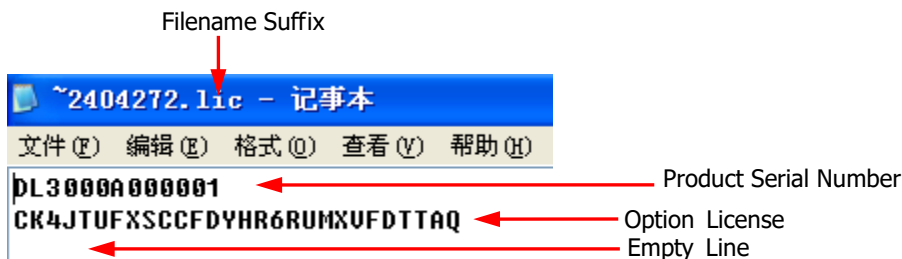 Filename Suffix
~2404272.lic - 记事本
文件(F) 编辑(E) 格式(O) 查看(V) 帮助(H)
DL3000A000001
Product Serial Number
CK4JTUFXSCCFDYHR6RUMXVFDTTAQ
Option License
Empty Line